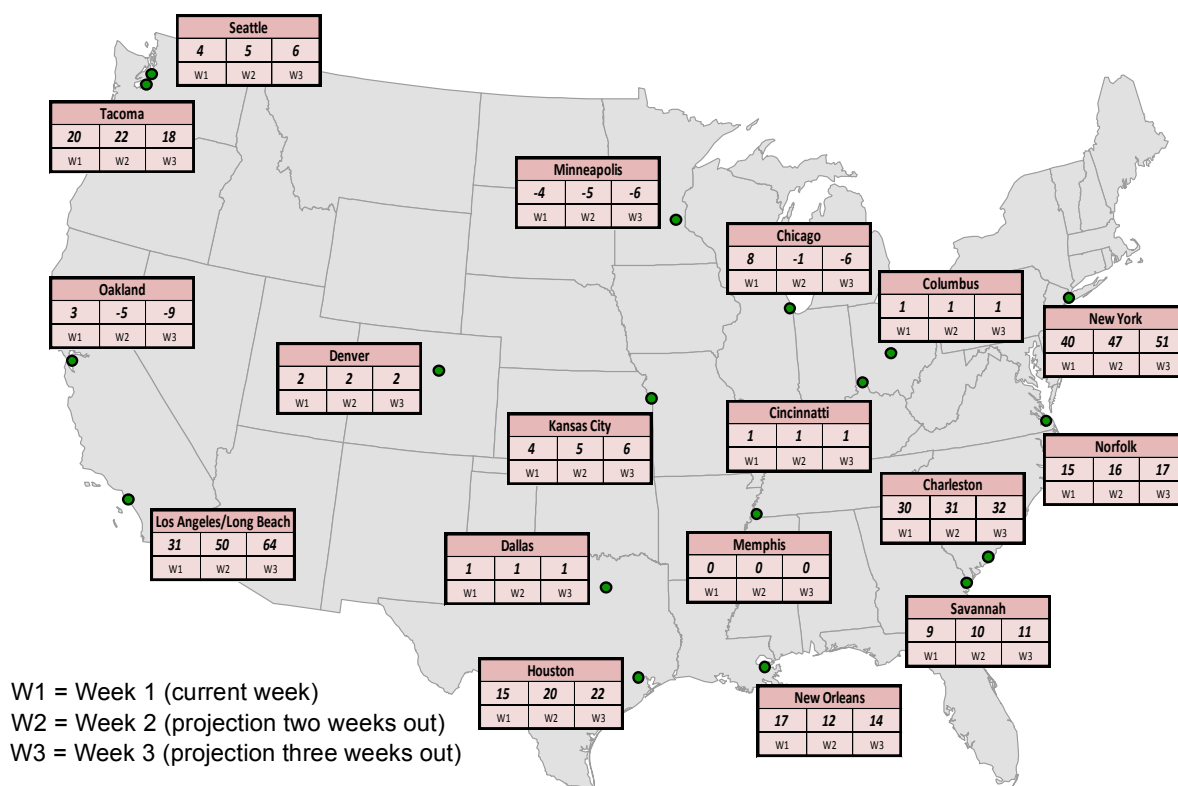 Seattle
4 5 6
W1 W2 W3
Tacoma
20 22 18
W1 W2 W3
Minneapolis
-4 -5 -6
W1 W2 W3
Chicago
8 -1 -6
W1 W2 W3
Columbus
1 1 1
W1 W2 W3
Oakland
3 -5 -9
W1 W2 W3
New York
40 47 51
W1 W2 W3
Denver
2 2 2
W1 W2 W3
Cincinnatti
1 1 1
W1 W2 W3
Kansas City
4 5 6
W1 W2 W3
Norfolk
15 16 17
W1 W2 W3
Charleston
30 31 32
W1 W2 W3
Los Angeles/Long Beach
31 50 64
W1 W2 W3
Dallas
1 1 1
W1 W2 W3
Memphis
0 0 0
W1 W2 W3
Savannah
9 10 11
W1 W2 W3
Houston
15 20 22
W1 W2 W3
New Orleans
17 12 14
W1 W2 W3
W1 = Week 1 (current week)
W2 = Week 2 (projection two weeks out)
W3 = Week 3 (projection three weeks out)